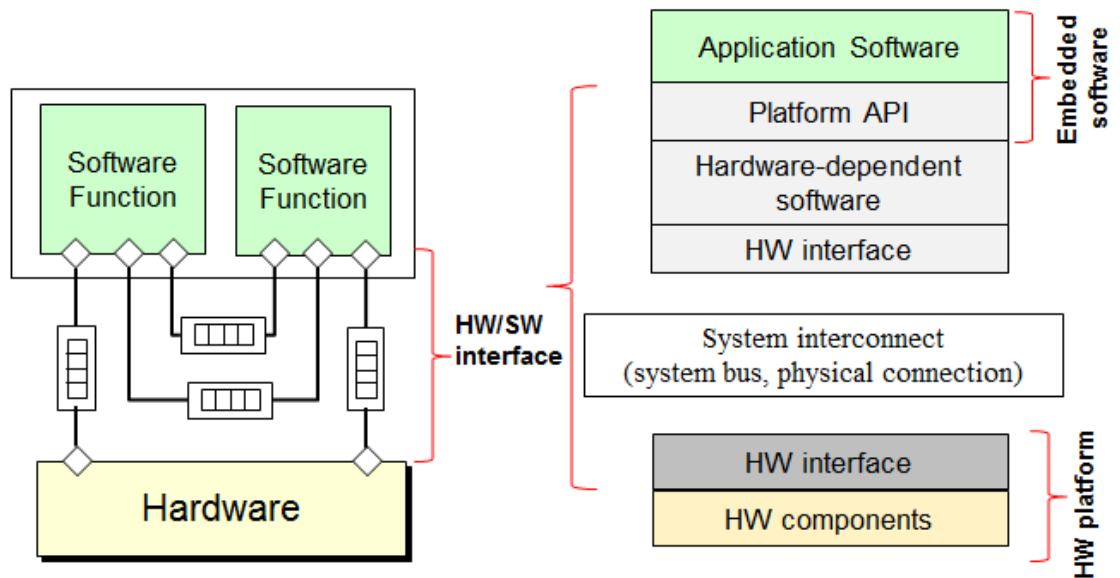 Software
Function
Software
Function
Hardware
HW/SW
interface
Application Software
Platform API
Hardware-dependent
software
HW interface
System interconnect
(system bus, physical connection)
HW interface
HW components
Embedded
software
HW platform